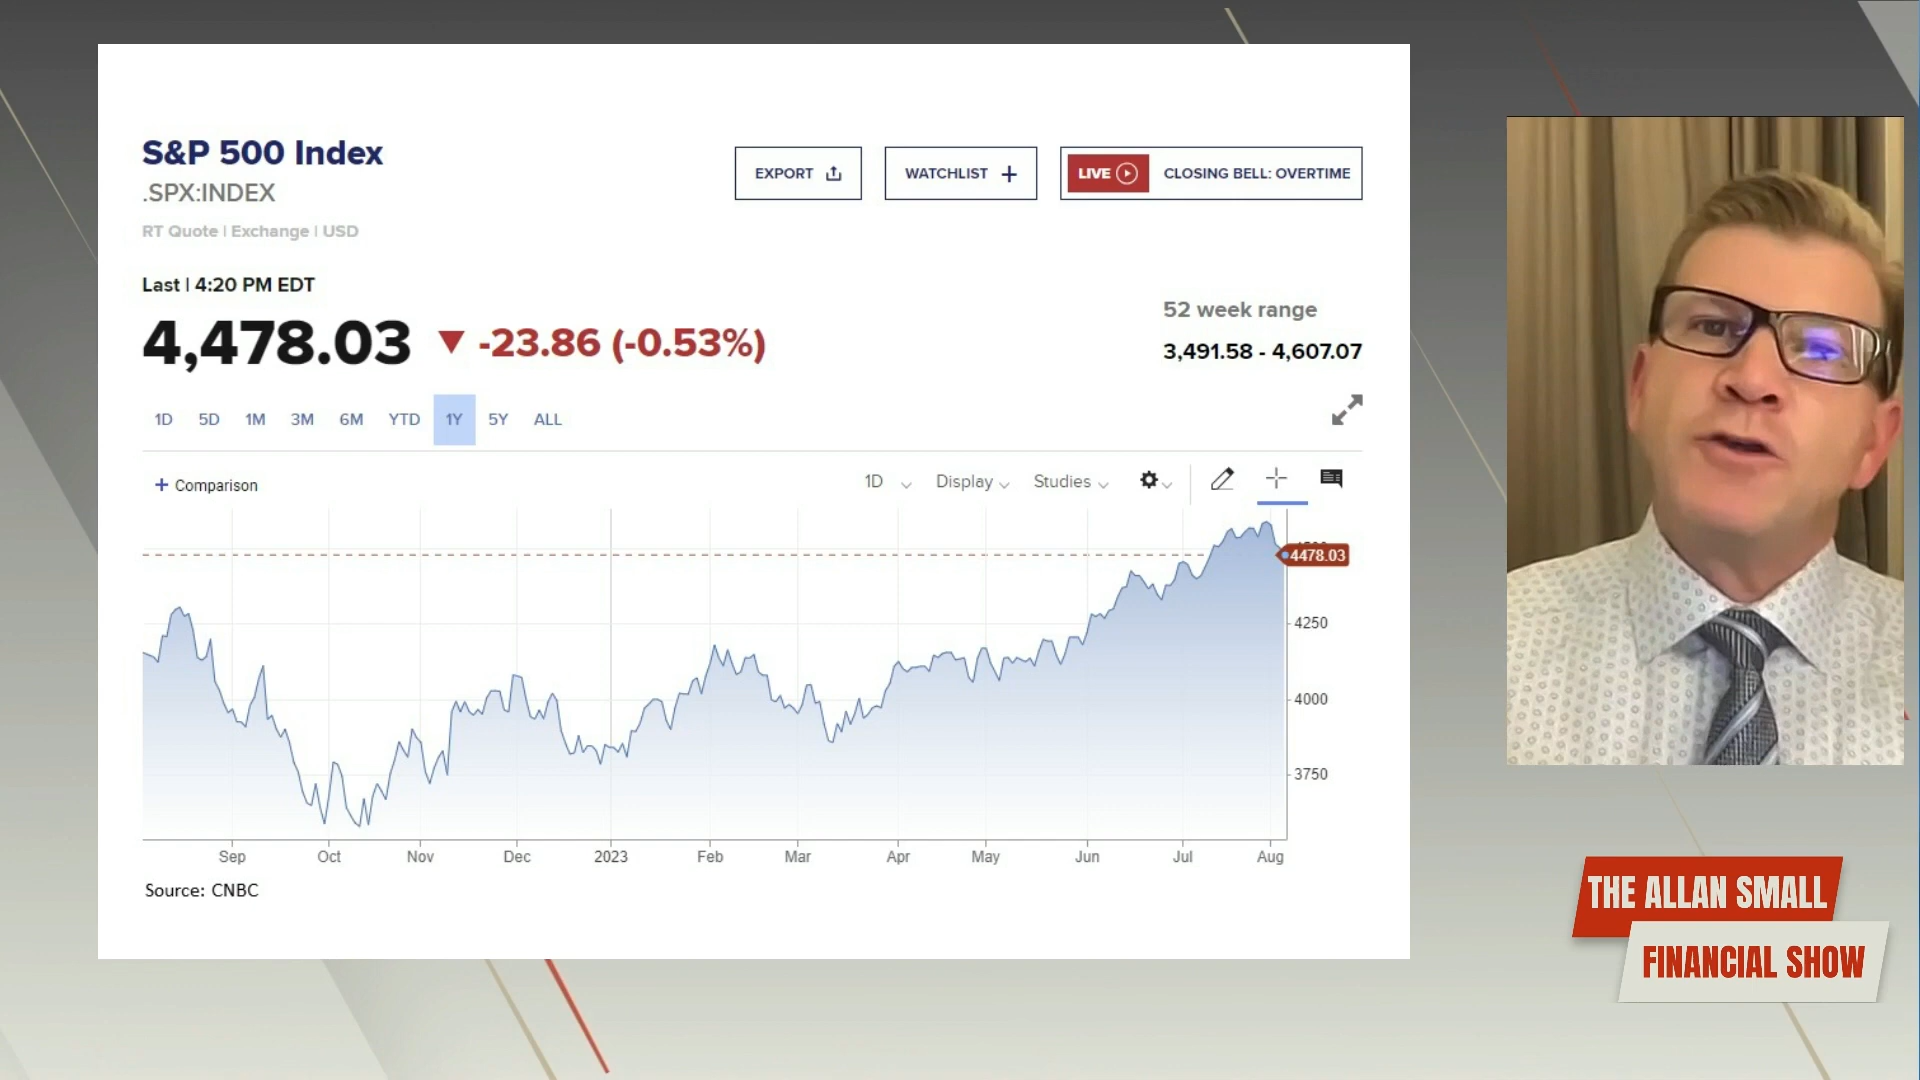 S&P 500 Index
.SPX:INDEX
RT Quote | Exchange | USD
EXPORT
WATCHLIST +
LIVE CLOSING BELL: OVERTIME
Last | 4:20 PM EDT
4,478.03 ▼ -23.86 (-0.53%)
52 week range
3,491.58 - 4,607.07
1D 5D 1M 3M 6M YTD 1Y 5Y ALL
+ Comparison
1D Display Studies
4478.03
4250
4000
3750
Sep Oct Nov Dec 2023 Feb Mar Apr May Jun Jul Aug
Source: CNBC
THE ALLAN SMALL
FINANCIAL SHOW